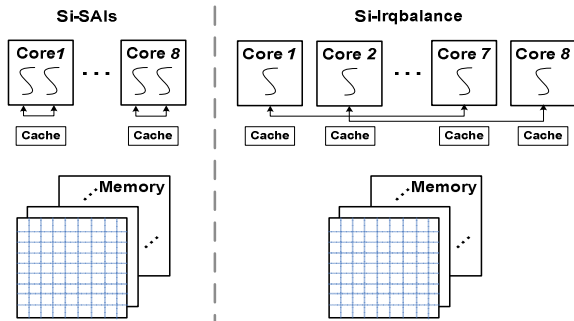 Si-SAIs
Core1
Core 8
Cache
Cache
Memory
Si-Irqbalance
Core 1
Core 2
Core 7
Core 8
Cache
Cache
Cache
Cache
Memory